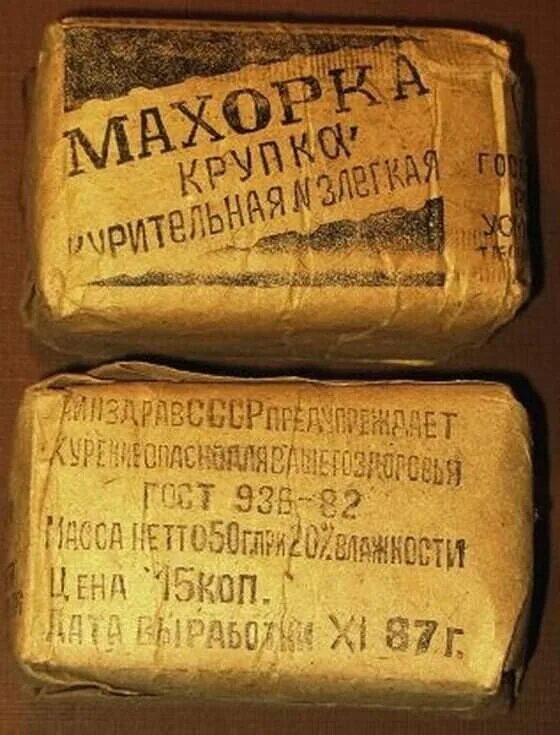 МАХОРКА
КРУПКА
КУРИТЕЛЬНАЯ №3 ЛЕГКАЯ
МИНЗДРАВ СССР ПРЕДУПРЕЖДАЕТ
КУРЕНИЕ ОПАСНО ДЛЯ ВАШЕГО ЗДОРОВЬЯ
ГОСТ 936-82
МАССА НЕТТО 50Г ПРИ 20% ВЛАЖНОСТИ
ЦЕНА 15КОП.
ДАТА ВЫРАБОТКИ XI 87г.